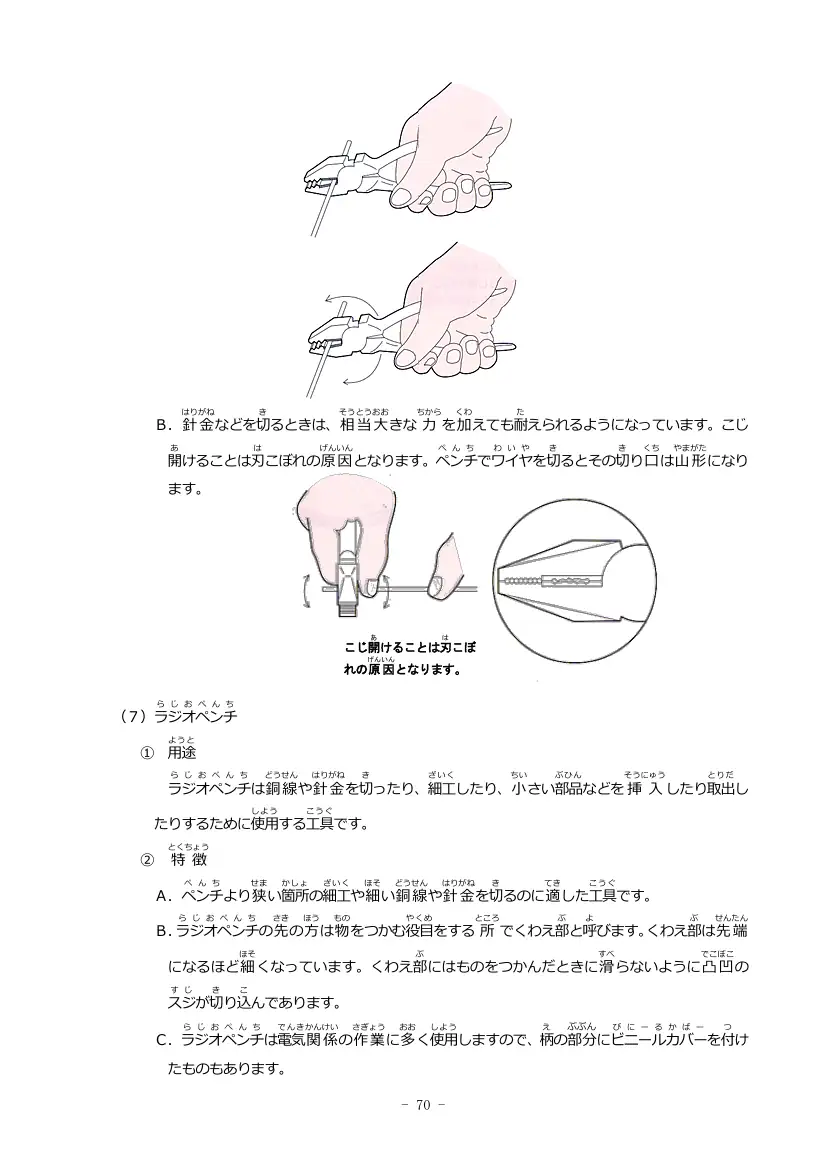 B．針金などを切るときは、相当大きな力を加えても耐えられるようになっています。こじ
開けることは刃こぼれの原因となります。ペンチでワイヤを切るとその切り口は山形になり
ます。
こじ開けることは刃こぼ
れの原因となります。
（7）ラジオペンチ
①　用途
ラジオペンチは銅線や針金を切ったり、細工したり、小さい部品などを挿入したり取出し
たりするために使用する工具です。
②　特徴
A．ペンチより狭い箇所の細工や細い銅線や針金を切るのに適した工具です。
B．ラジオペンチの先の方は物をつかむ役目をする所でくわえ部と呼びます。くわえ部は先端
になるほど細くなっています。くわえ部にはものをつかんだときに滑らないように凸凹の
スジが切り込んであります。
C．ラジオペンチは電気関係の作業に多く使用しますので、柄の部分にビニールカバーを付け
たものもあります。
- 70 -